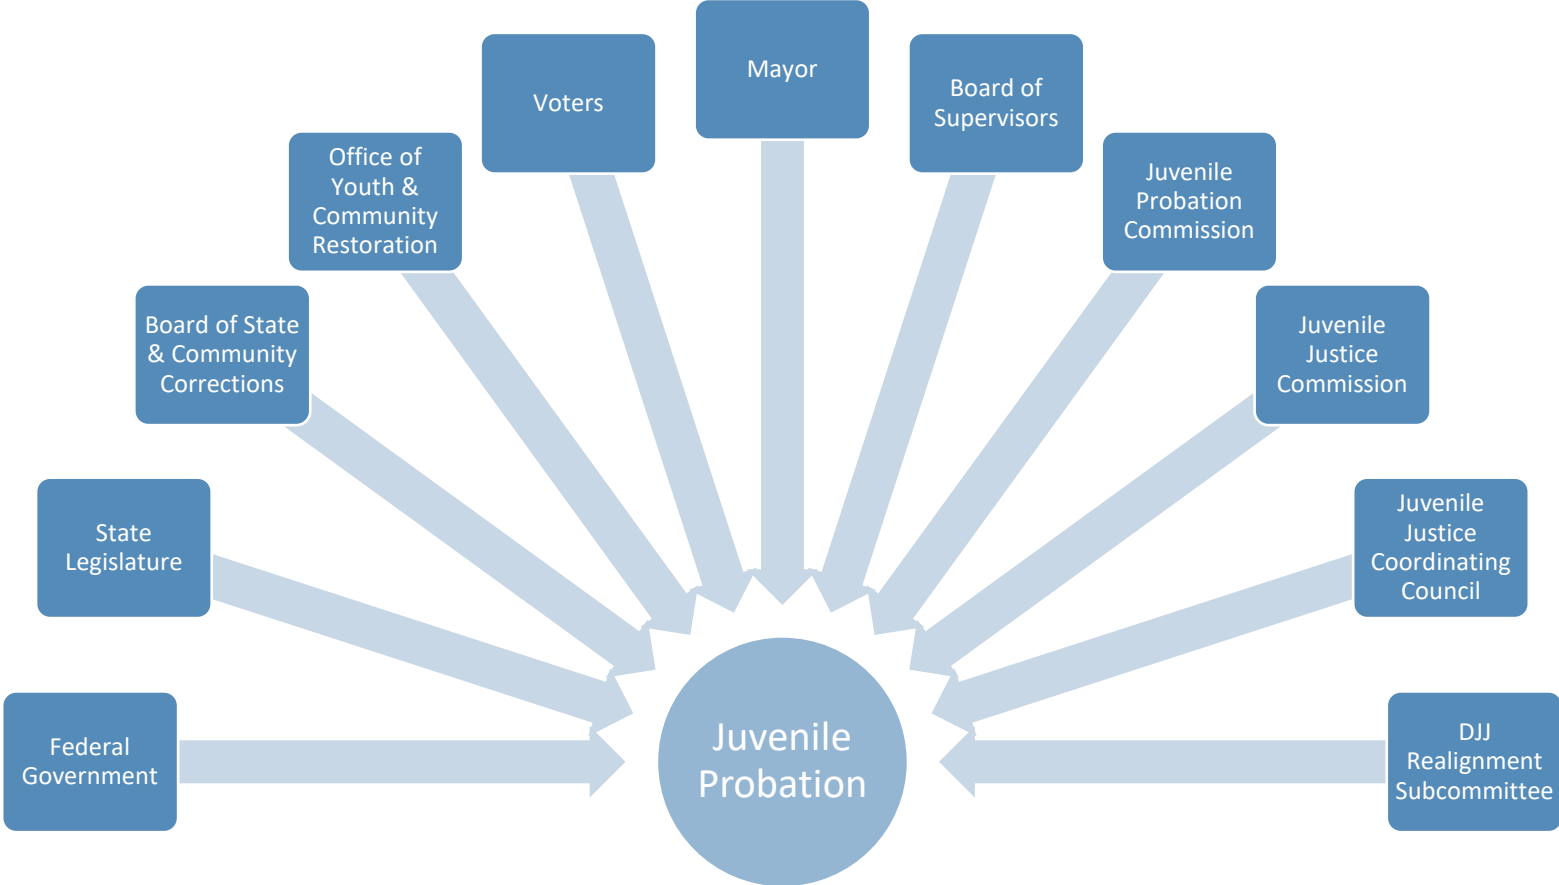 Mayor
Voters
Board of
Supervisors
Office of
Youth &
Community
Restoration
Juvenile
Probation
Commission
Board of State
& Community
Corrections
Juvenile
Justice
Commission
State
Legislature
Juvenile
Justice
Coordinating
Council
Federal
Government
Juvenile
Probation
DJJ
Realignment
Subcommittee